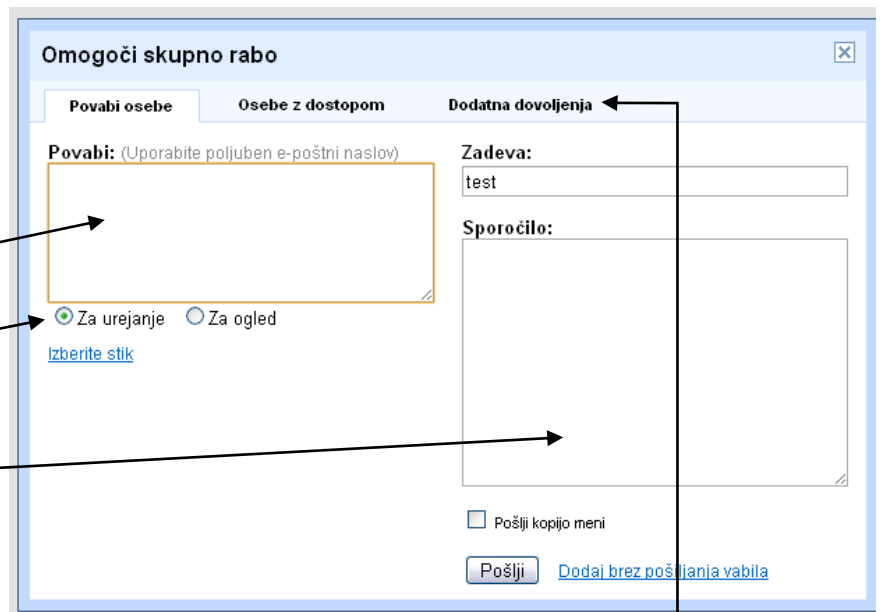 Omogoči skupno rabo
Povabi osebe
Osebe z dostopom
Dodatna dovoljenja
Povabi: (Uporabite poljuben e-poštni naslov)
Za urejanje
Za ogled
Izberite stik
Zadeva:
test
Sporočilo:
Pošlji kopijo meni
Pošlji
Dodaj brez pošiljanja vabila